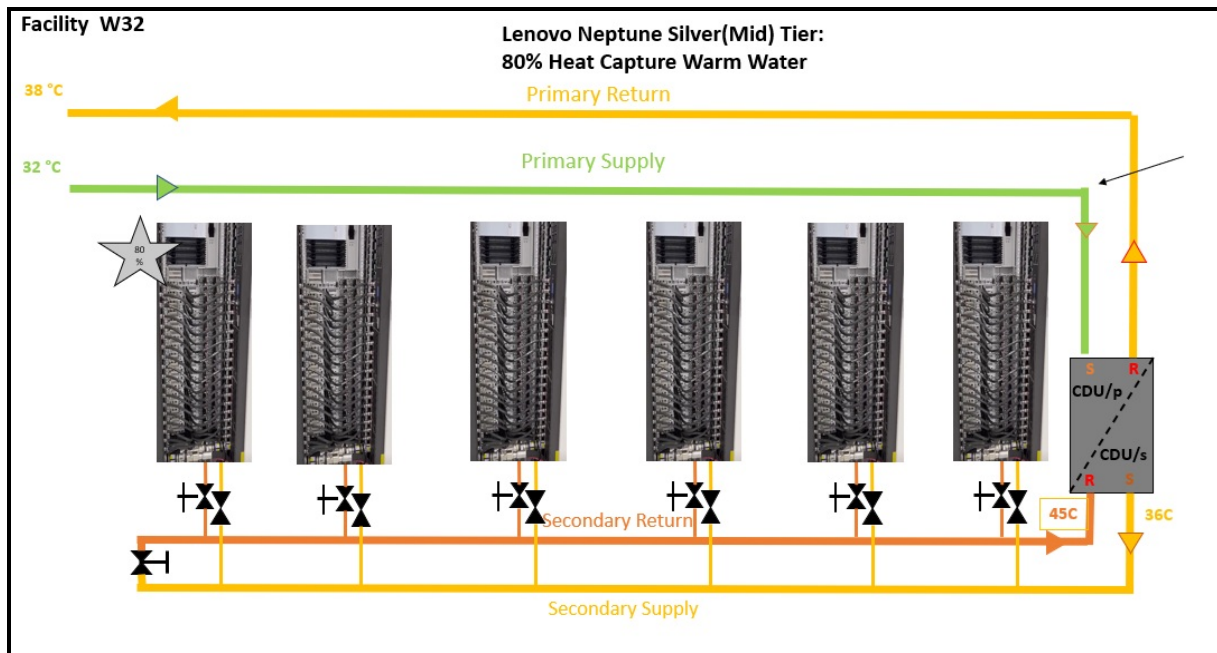 Facility W32
Lenovo Neptune Silver(Mid) Tier:
80% Heat Capture Warm Water
38 °C
Primary Return
32 °C
Primary Supply
80
%
S R
CDU/p
CDU/s
R S
Secondary Return
45C
36C
Secondary Supply